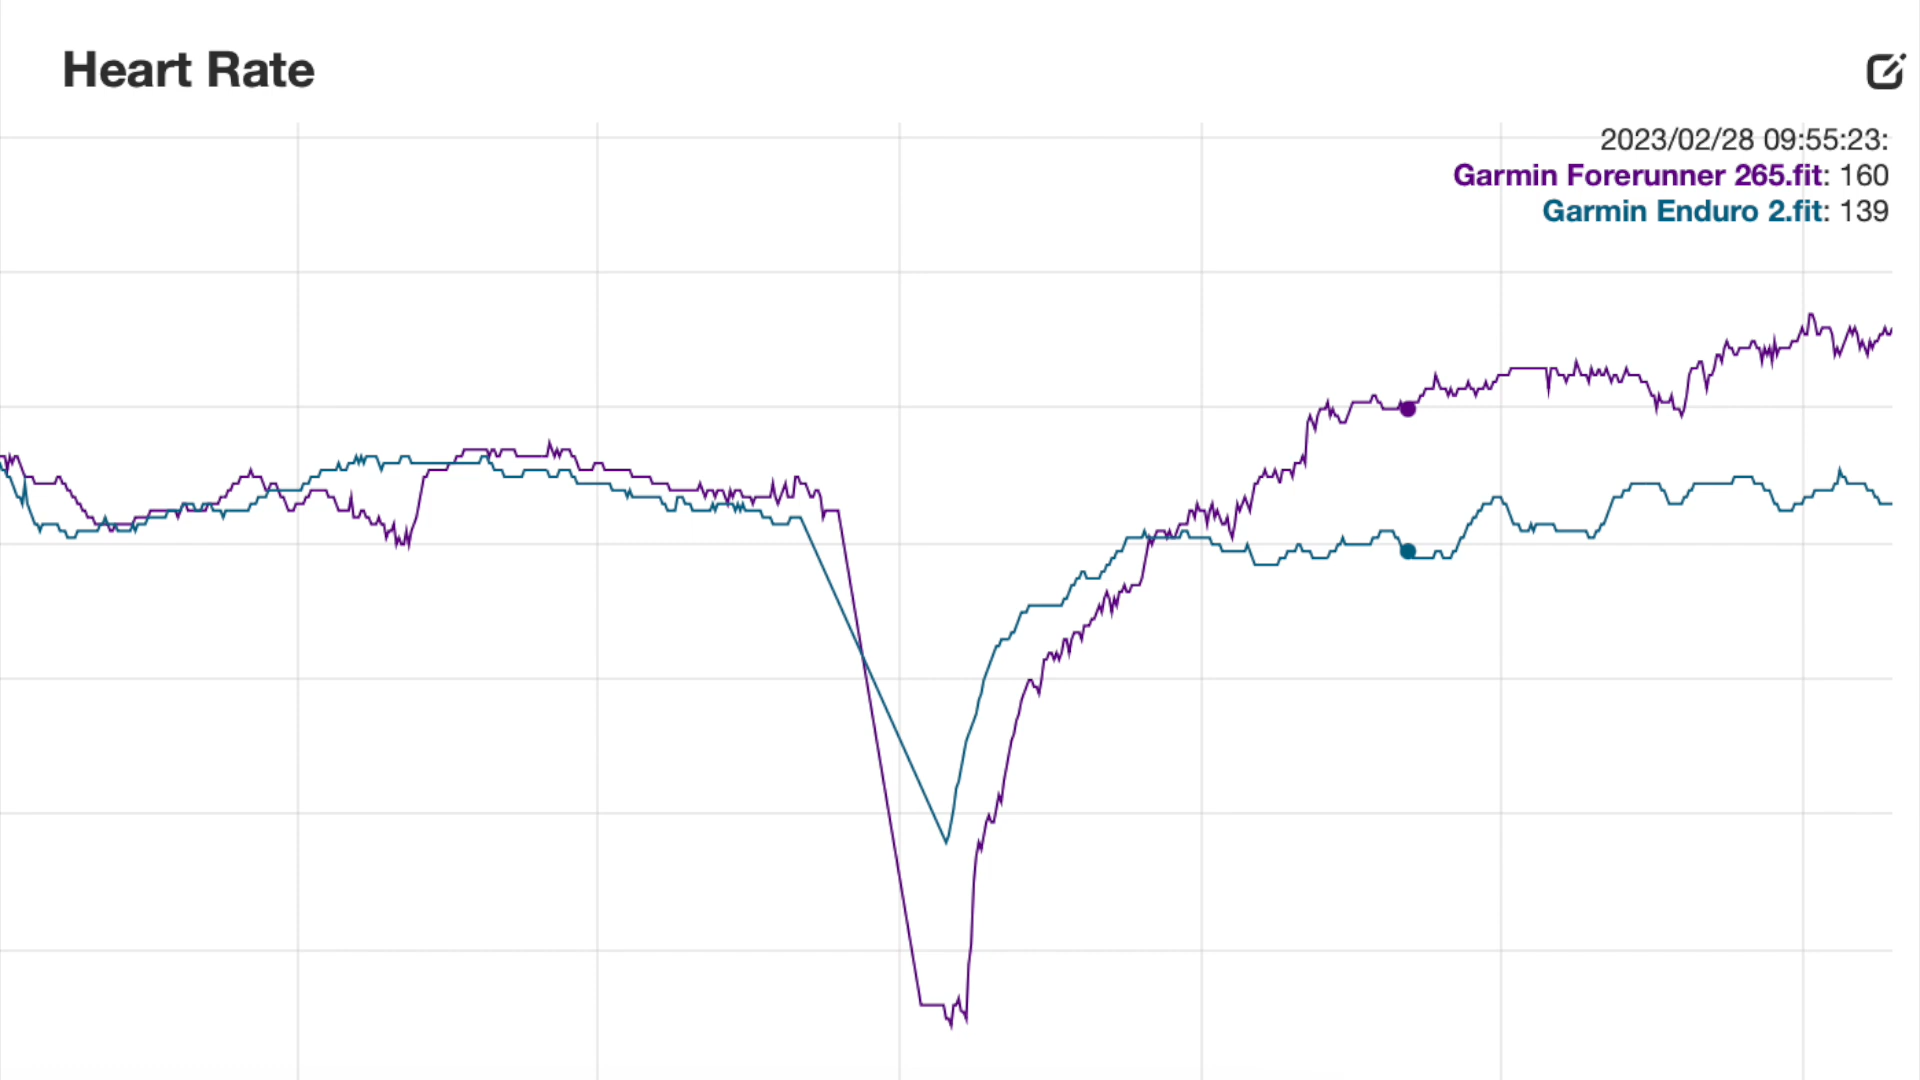 Heart Rate
2023/02/28 09:55:23:
Garmin Forerunner 265.fit: 160
Garmin Enduro 2.fit: 139